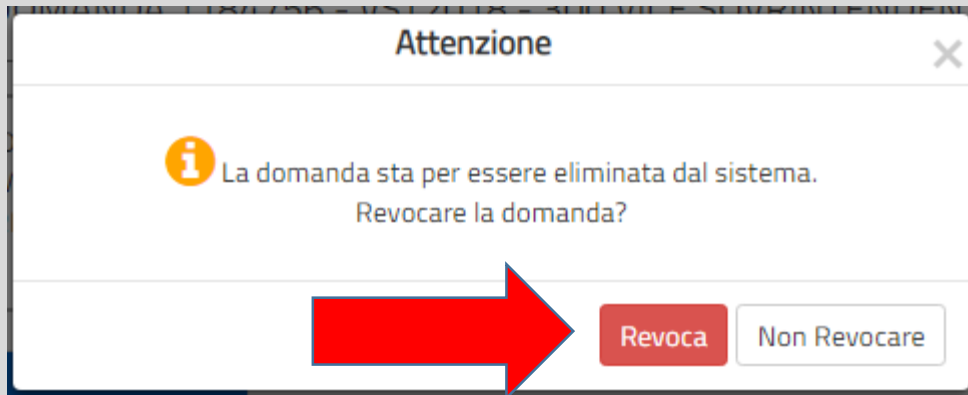 Attenzione
×
La domanda sta per essere eliminata dal sistema.
Revocare la domanda?
Revoca Non Revocare